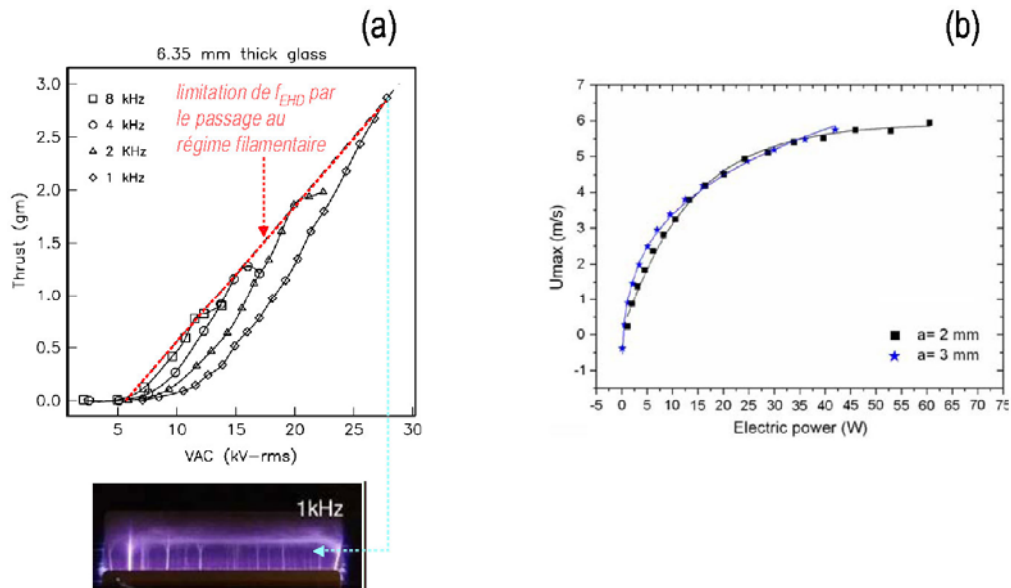 (a)
6.35 mm thick glass
3.0
2.5
2.0
1.5
1.0
0.5
0.0
Thrust (gm)
8 kHz
4 kHz
2 KHz
1 kHz
limitation de fEHD par
le passage au
régime filamentaire
5 10 15 20 25 30
VAC (kV-rms)
1kHz
(b)
7
6
5
4
3
2
1
0
-1
Umax (m/s)
a= 2 mm
a= 3 mm
-5 0 5 10 15 20 25 30 35 40 45 50 55 60 65 70 75
Electric power (W)